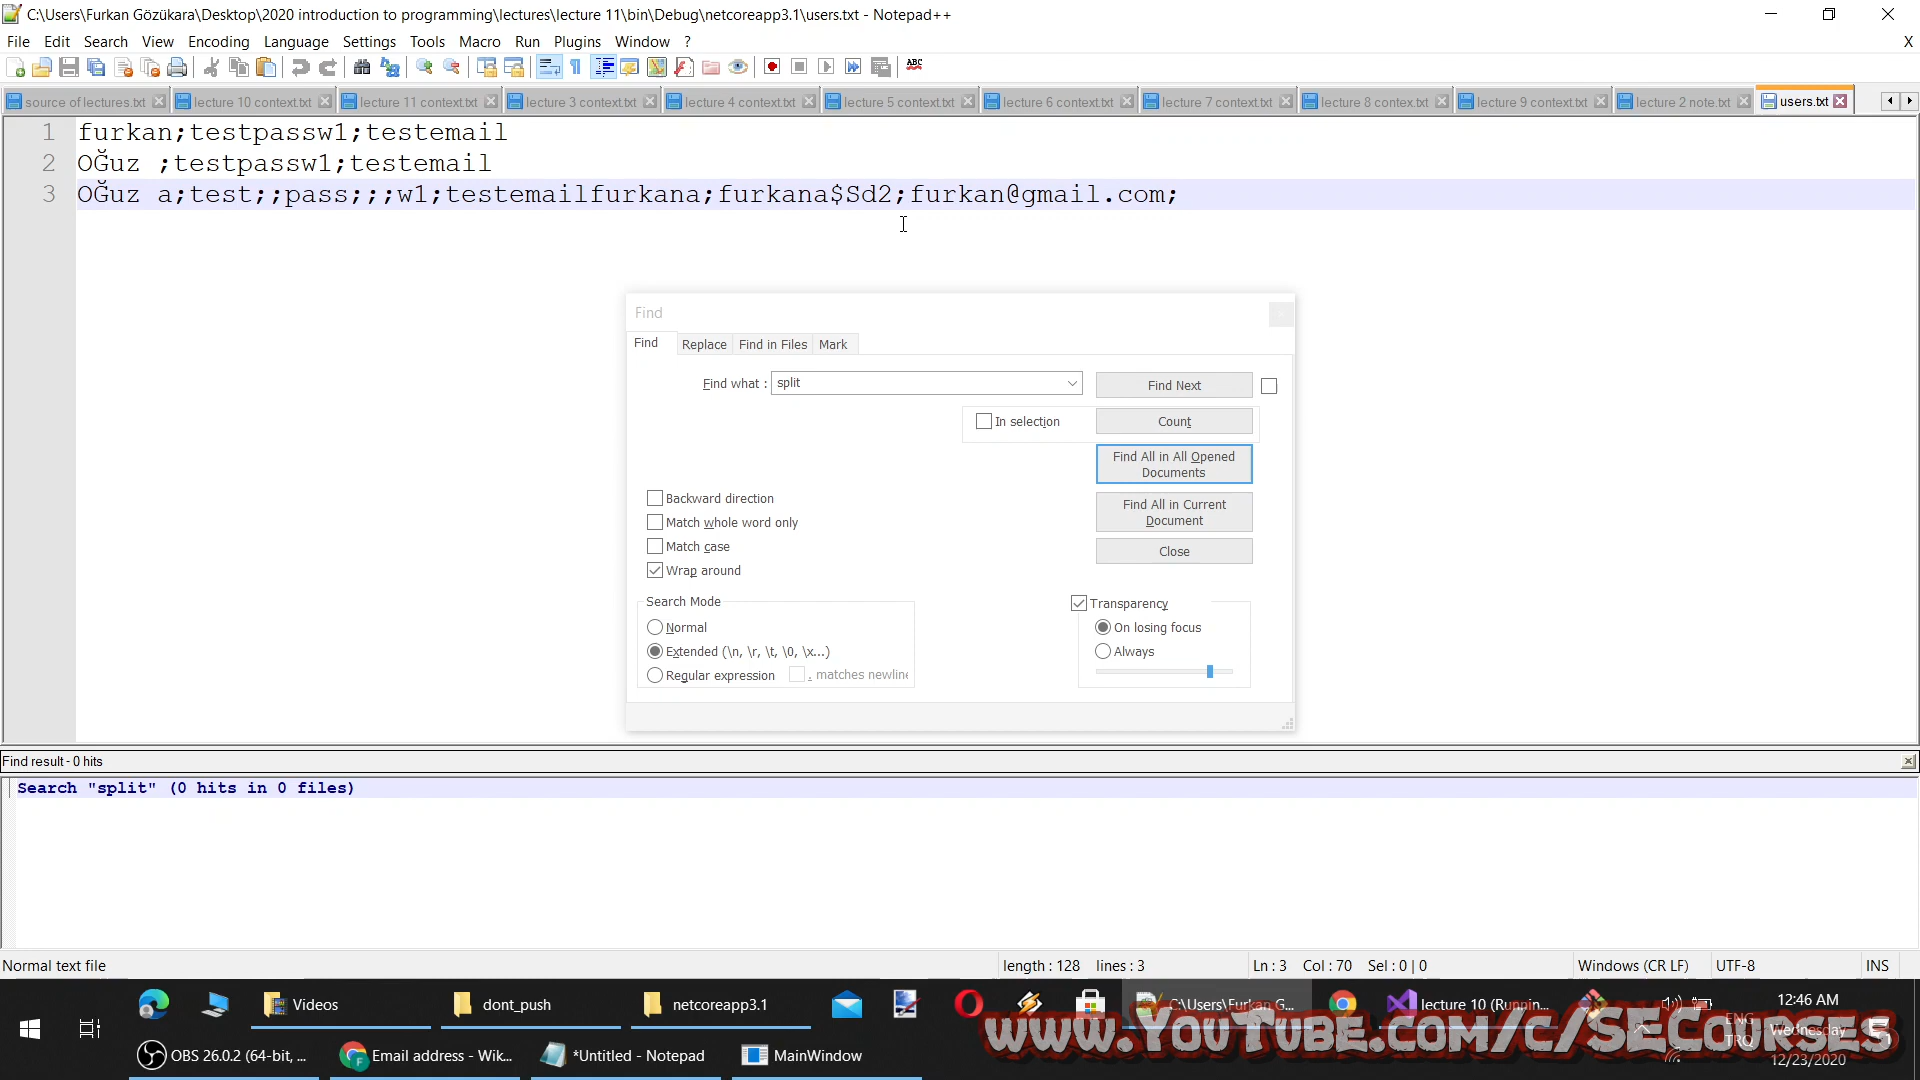 C:\Users\Furkan Gözükara\Desktop\2020 introduction to programming\lectures\lecture 11\bin\Debug\netcoreapp3.1\users.txt - Notepad++
File Edit Search View Encoding Language Settings Tools Macro Run Plugins Window ? X
source of lectures.txt lecture 10 context.txt lecture 11 context.txt lecture 3 context.txt lecture 4 context.txt lecture 5 context.txt lecture 6 context.txt lecture 7 context.txt lecture 8 contex.txt lecture 9 context.txt lecture 2 note.txt users.txt
1 furkan;testpassw1;testemail
2 OĞuz ;testpassw1;testemail
3 OĞuz a;test;;pass;;;w1;testemailfurkana;furkana$Sd2;furkan@gmail.com;
Find
Find Replace Find in Files Mark
Find what : split Find Next
In selection Count
Find All in All Opened
Documents
Backward direction
Find All in Current
Document
Match whole word only
Match case
Close
Wrap around
Search Mode
Transparency
Normal
On losing focus
Extended (\n, \r, \t, \0, \x...)
Always
Regular expression . matches newline
Find result - 0 hits
Search "split" (0 hits in 0 files)
Normal text file length : 128 lines : 3 Ln : 3 Col : 70 Sel : 0 | 0 Windows (CR LF) UTF-8 INS
Videos dont_push netcoreapp3.1 C:\Users\Furkan G... lecture 10 (Runnin... 12:46 AM
ENG
TRQ
Wednesday
12/23/2020
www.YouTube.com/c/SECourses
OBS 26.0.2 (64-bit, ... Email address - Wik... *Untitled - Notepad MainWindow